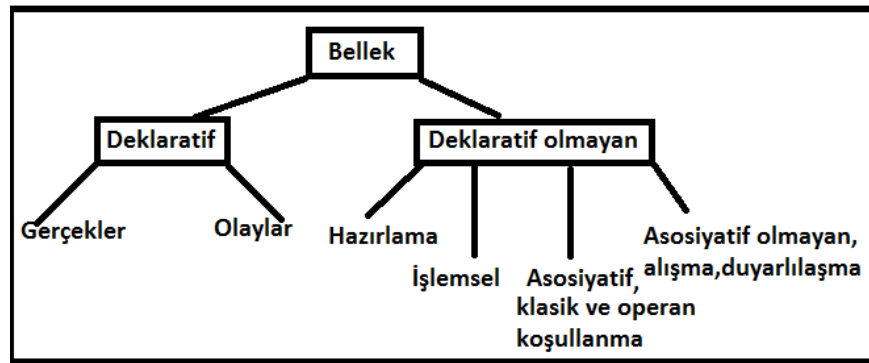 Bellek
Deklaratif
Deklaratif olmayan
Gerçekler
Olaylar
Hazırlama
İşlemsel
Asosiyatif,
klasik ve operan
koşullanma
Asosiyatif olmayan,
alışma,duyarlılaşma